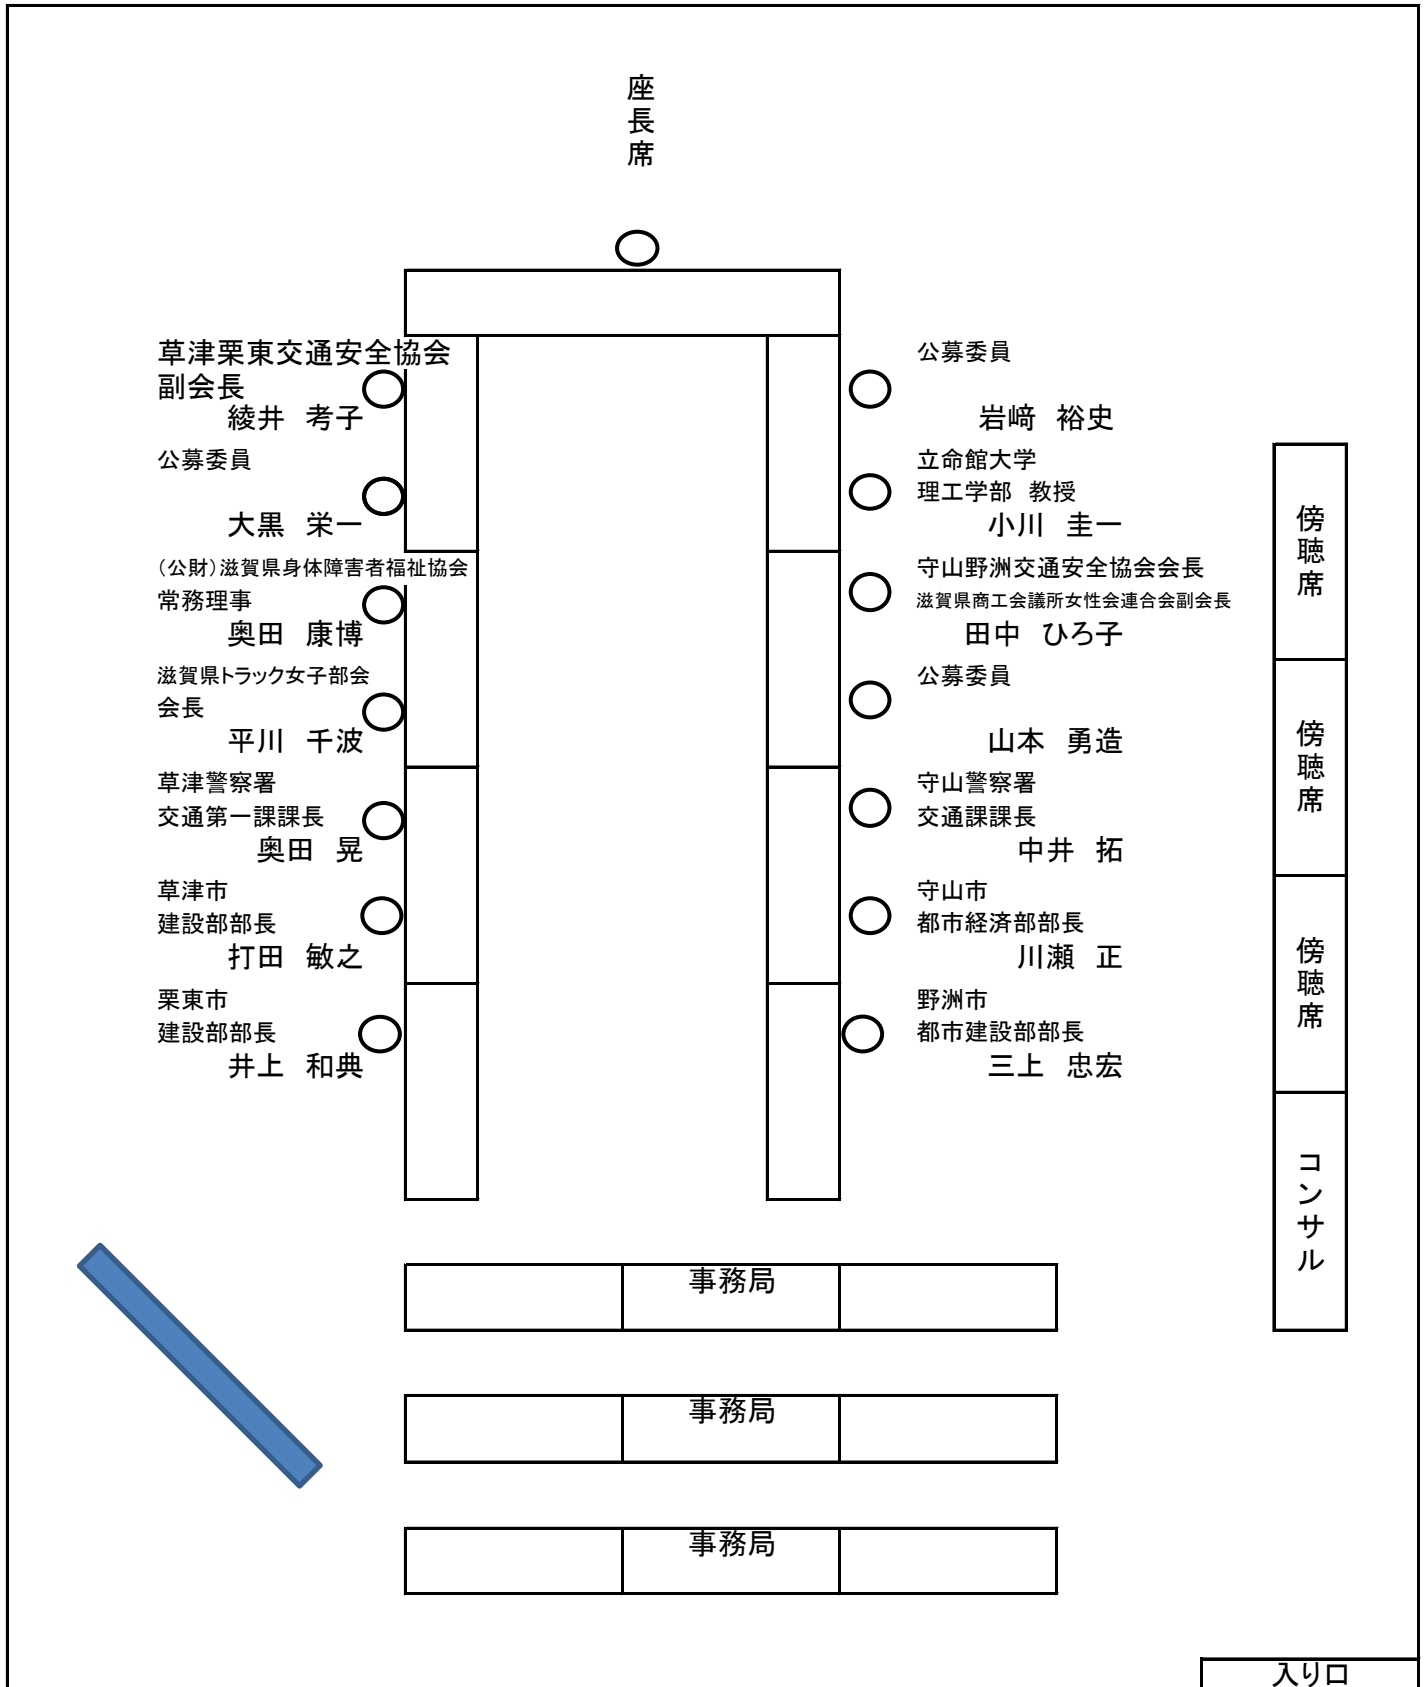 座長席
草津栗東交通安全協会
副会長
綾井　考子
公募委員
大黒　栄一
（公財）滋賀県身体障害者福祉協会
常務理事
奥田　康博
滋賀県トラック女子部会
会長
平川　千波
草津警察署
交通第一課課長
奥田　晃
草津市
建設部部長
打田　敏之
栗東市
建設部部長
井上　和典
公募委員
岩﨑　裕史
立命館大学
理工学部　教授
小川　圭一
守山野洲交通安全協会会長
滋賀県商工会議所女性会連合会副会長
田中　ひろ子
公募委員
山本　勇造
守山警察署
交通課課長
中井　拓
守山市
都市経済部部長
川瀬　正
野洲市
都市建設部部長
三上　忠宏
傍聴席
傍聴席
傍聴席
コンサル
事務局
事務局
事務局
入り口